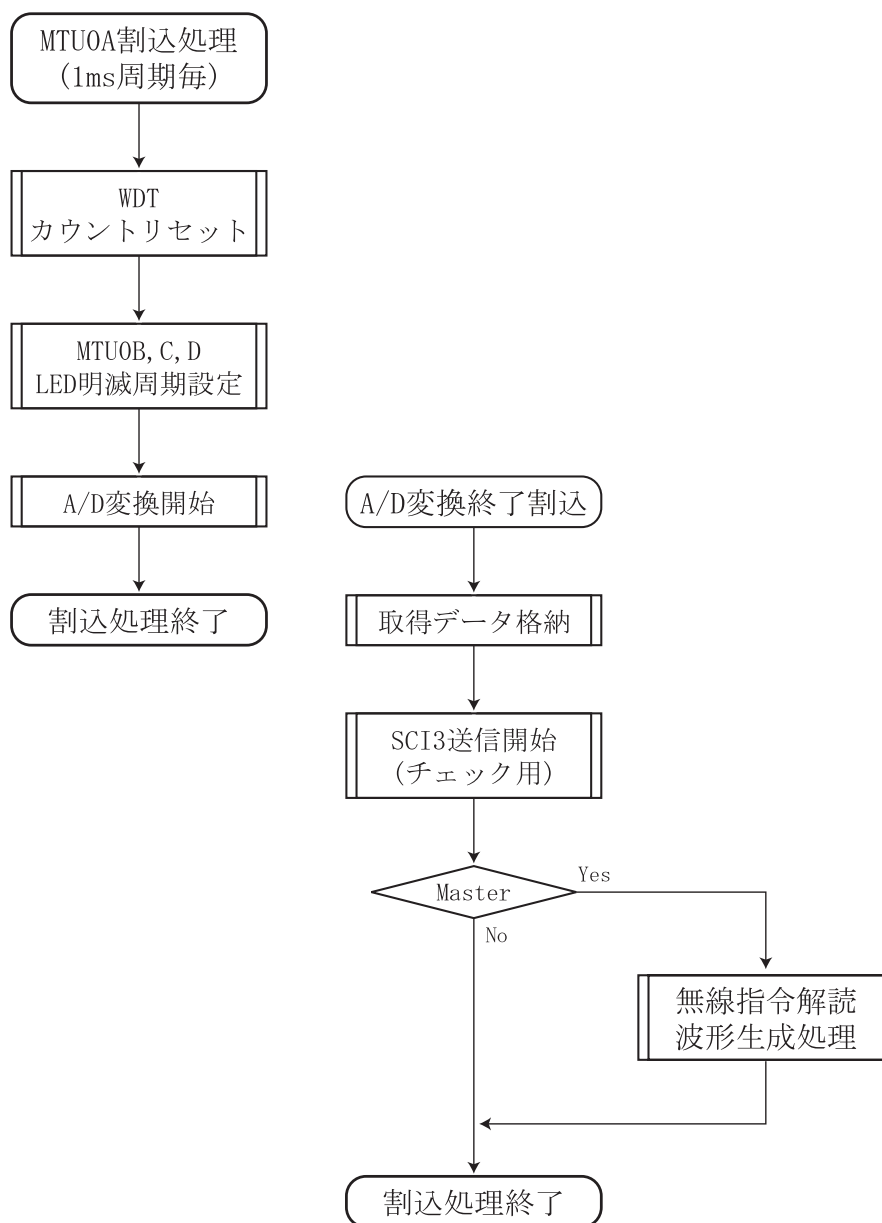 MTU0A割込処理
(1ms周期毎)
WDT
カウントリセット
MTU0B,C,D
LED明滅周期設定
A/D変換開始
割込処理終了
A/D変換終了割込
取得データ格納
SCI3送信開始
(チェック用)
Master
Yes
No
無線指令解読
波形生成処理
割込処理終了